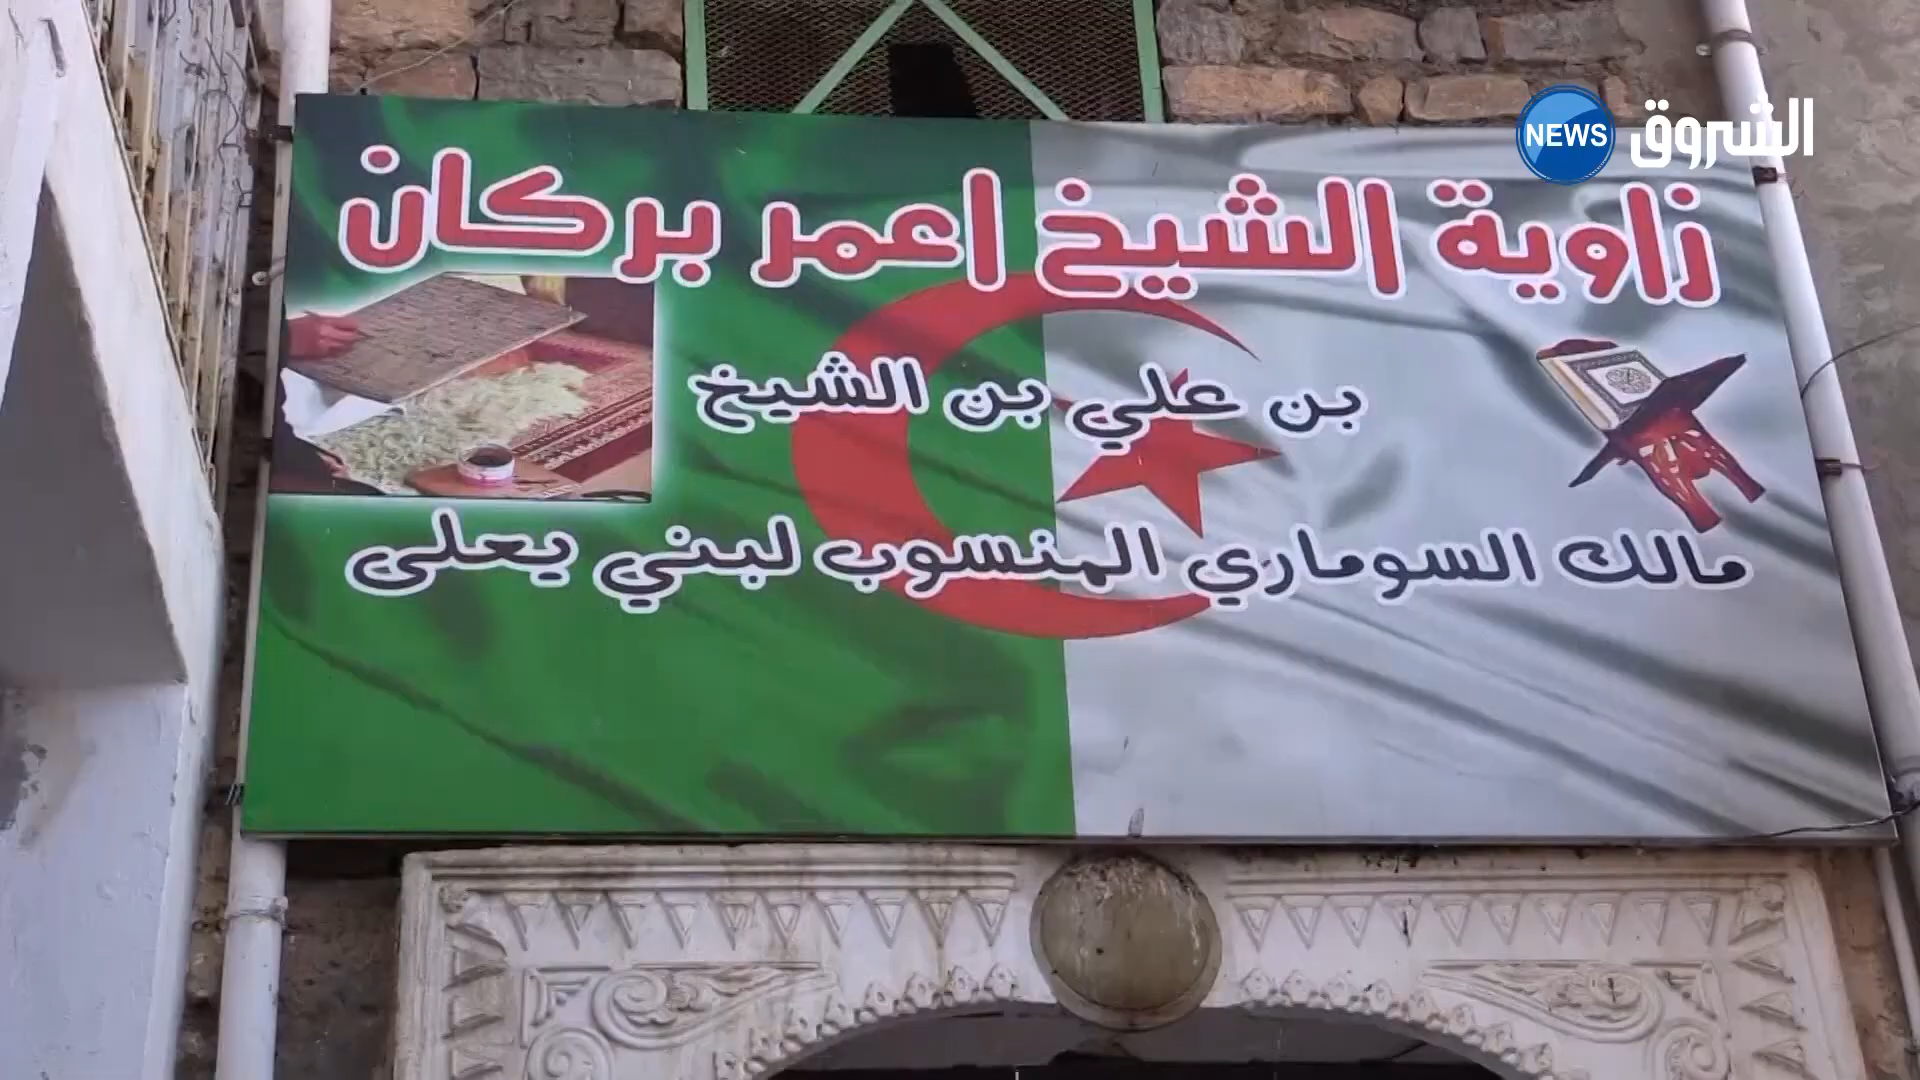 الشروق NEWS
زاوية الشيخ اعمر بركان
بن علي بن الشيخ
مالك السوماري المنسوب لبني يعلى